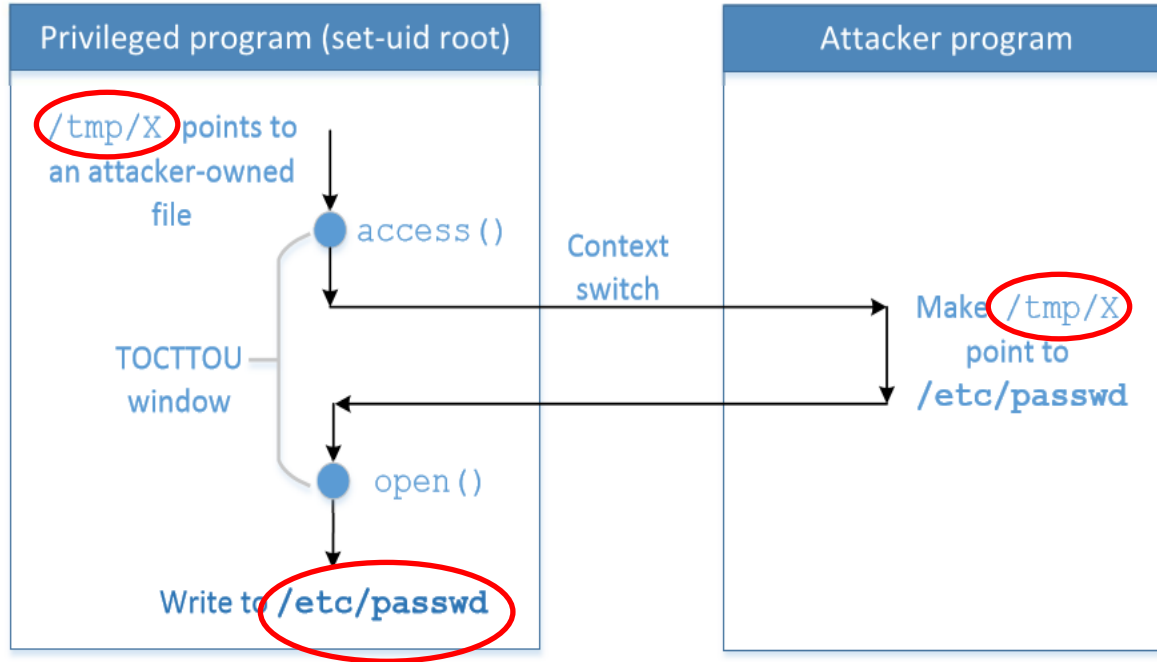 Privileged program (set-uid root)
Attacker program
/tmp/X points to
an attacker-owned
file
access()
Context
switch
Make /tmp/X
point to
/etc/passwd
TOCTTOU
window
open()
Write to /etc/passwd